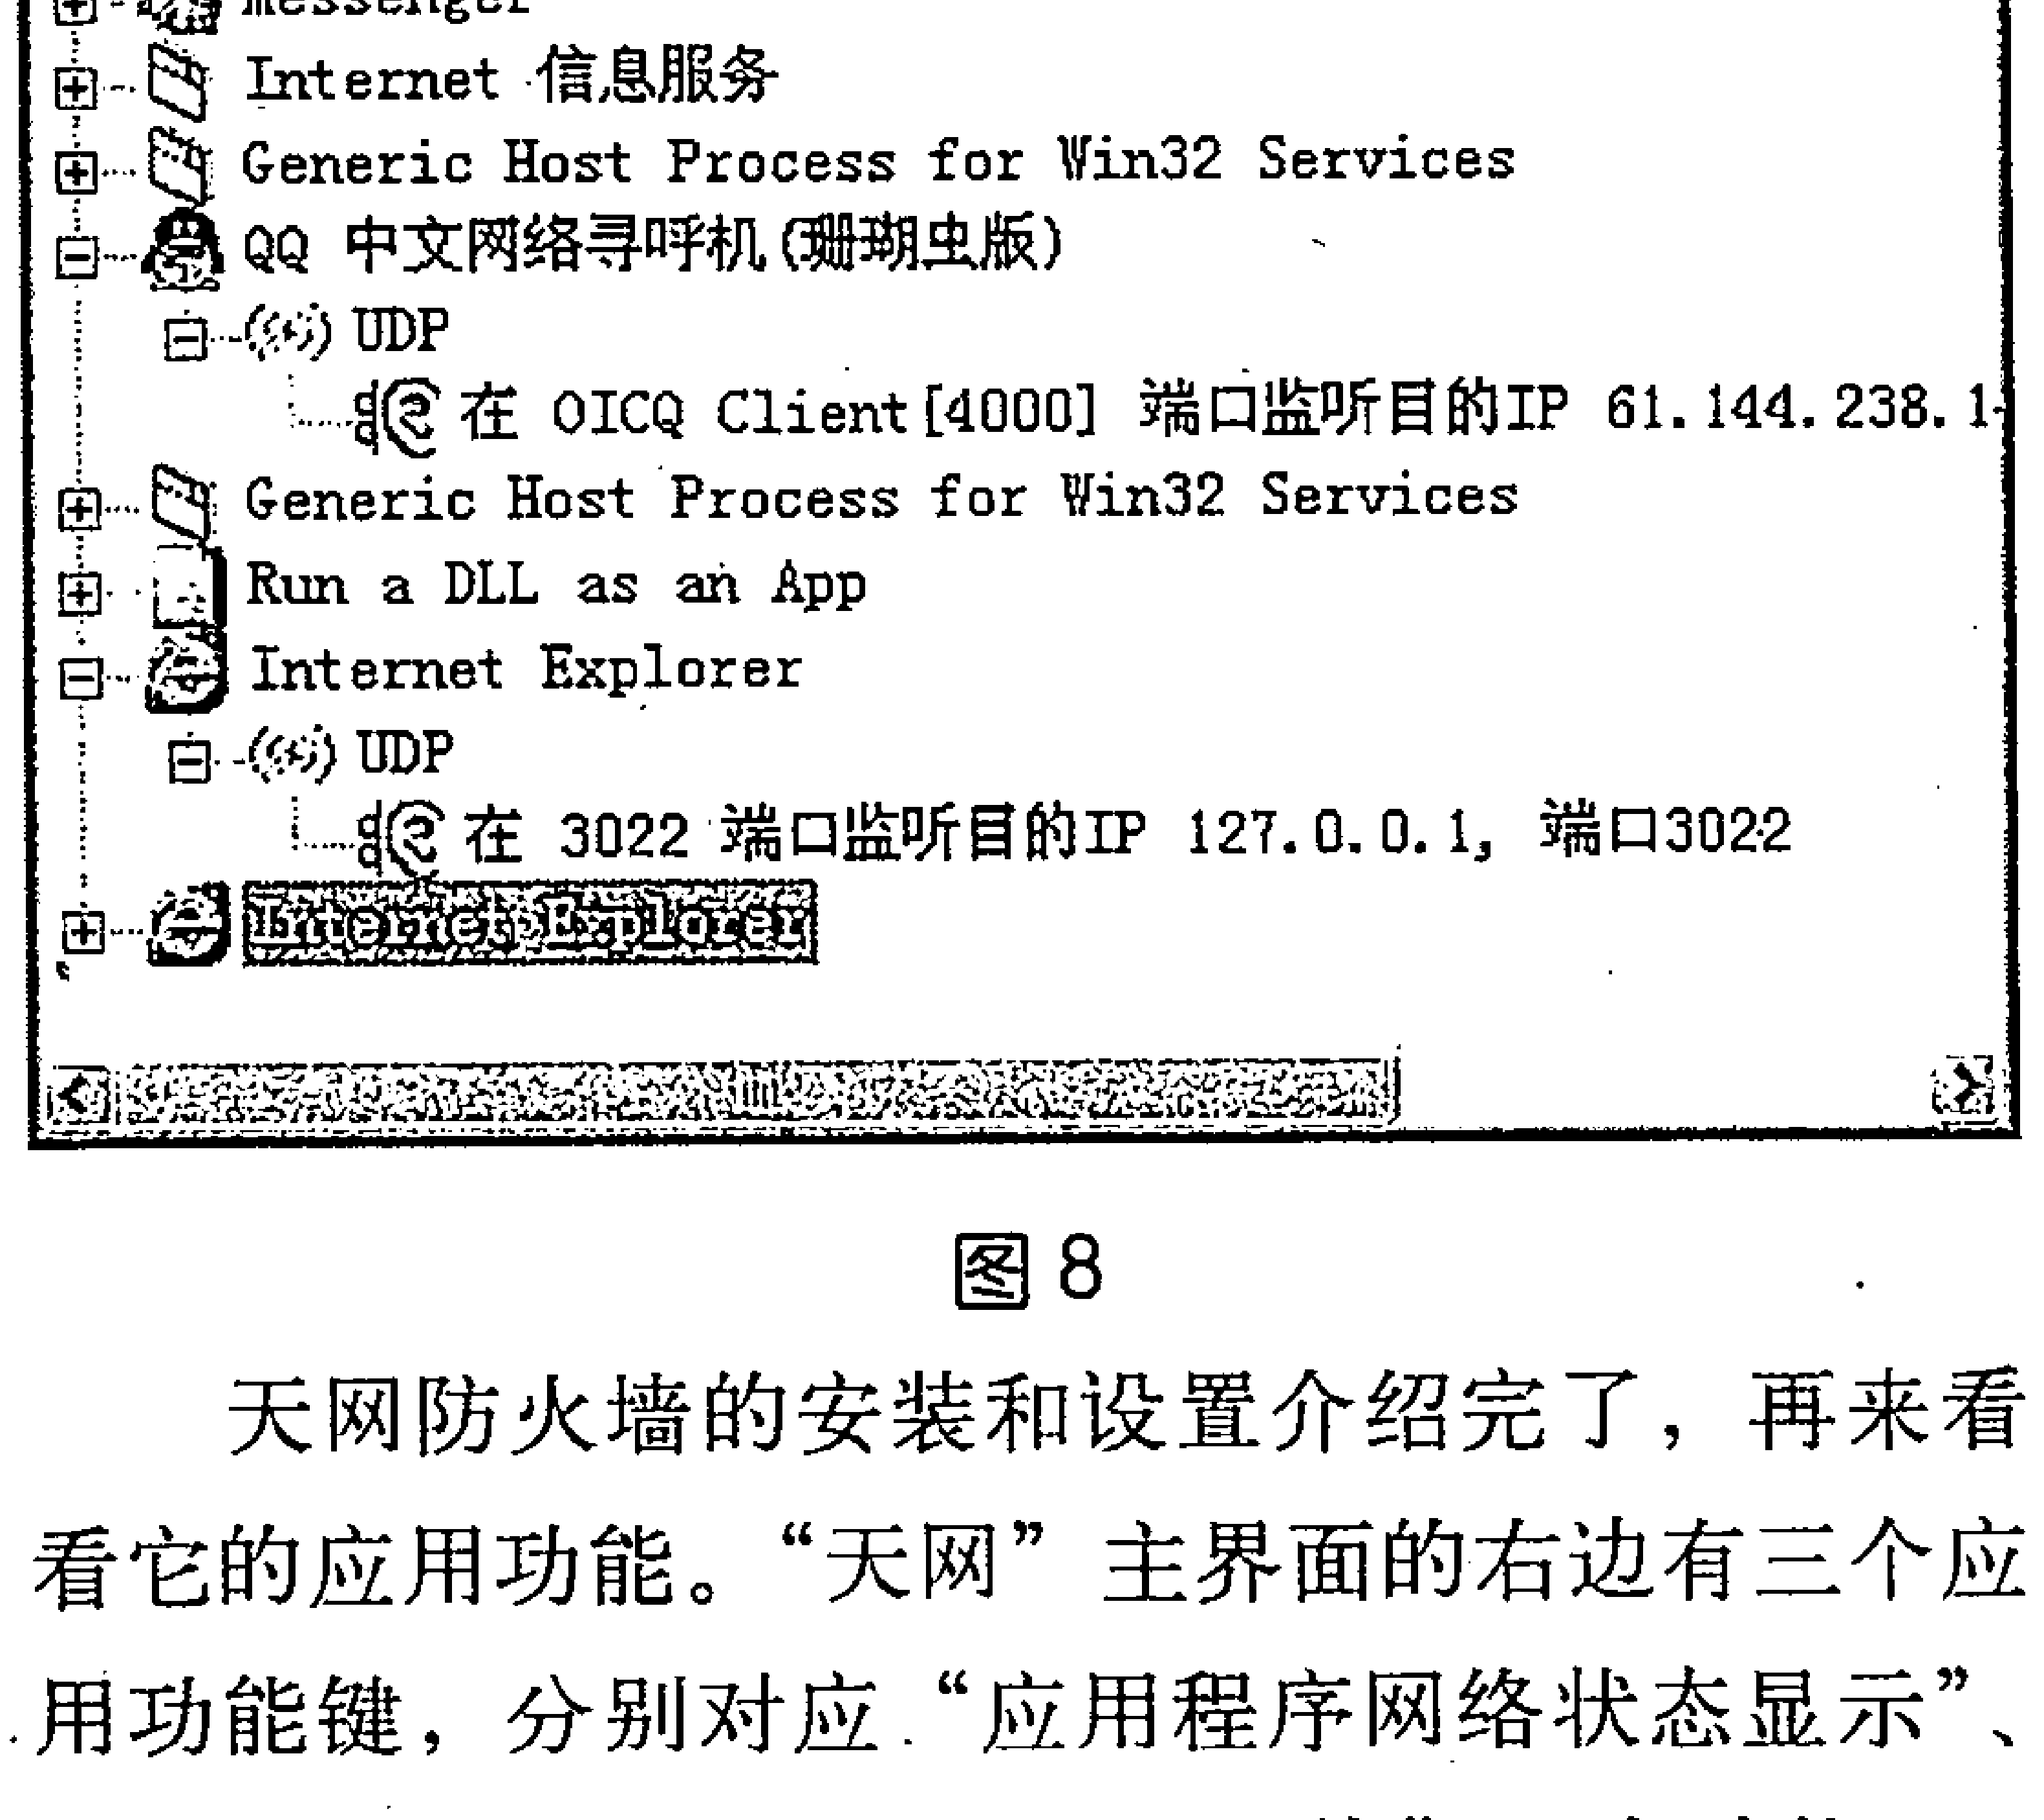 Messenger
Internet 信息服务
Generic Host Process for Win32 Services
QQ 中文网络寻呼机(珊瑚虫版)
UDP
在 OICQ Client[4000] 端口监听目的IP 61.144.238.1
Generic Host Process for Win32 Services
Run a DLL as an App
Internet Explorer
UDP
在 3022 端口监听目的IP 127.0.0.1, 端口3022
Internet Explorer
图 8
天网防火墙的安装和设置介绍完了，再来看
看它的应用功能。“天网”主界面的右边有三个应
用功能键，分别对应“应用程序网络状态显示”、